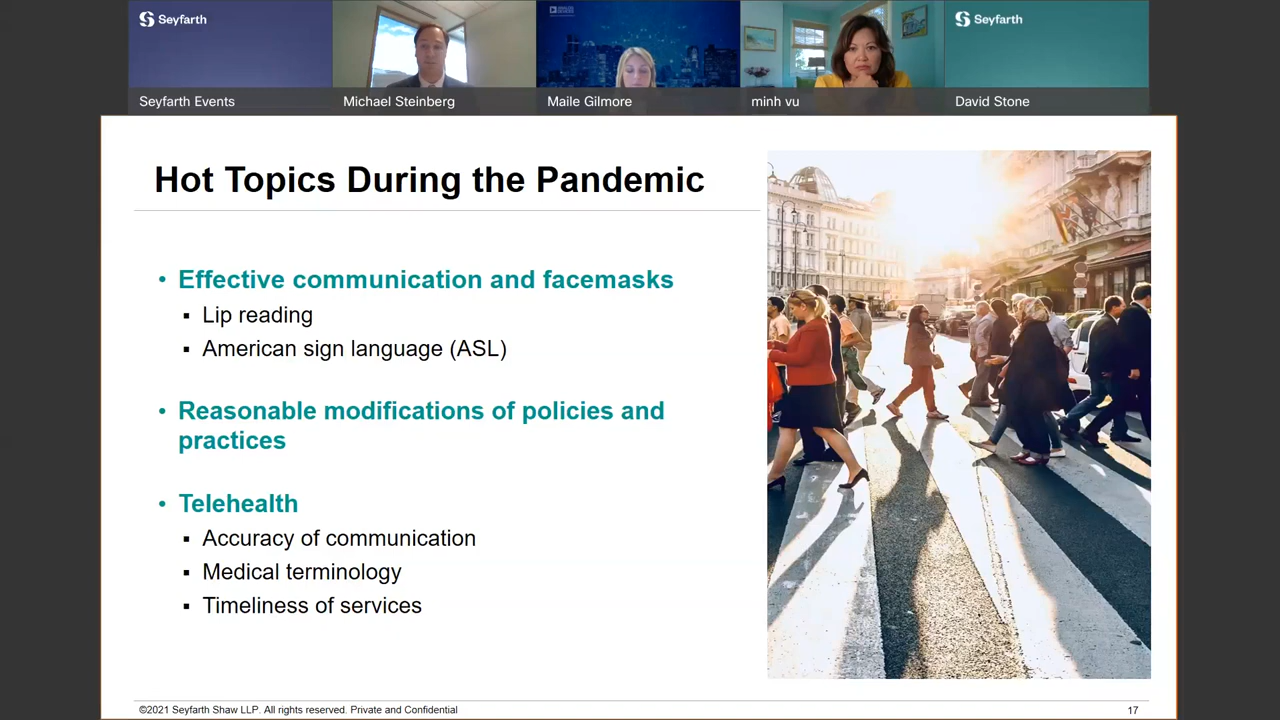 Seyfarth
Seyfarth
Seyfarth Events
Michael Steinberg
Maile Gilmore
minh vu
David Stone
Hot Topics During the Pandemic
• Effective communication and facemasks
▪ Lip reading
▪ American sign language (ASL)
• Reasonable modifications of policies and
practices
• Telehealth
▪ Accuracy of communication
▪ Medical terminology
▪ Timeliness of services
©2021 Seyfarth Shaw LLP. All rights reserved. Private and Confidential
17